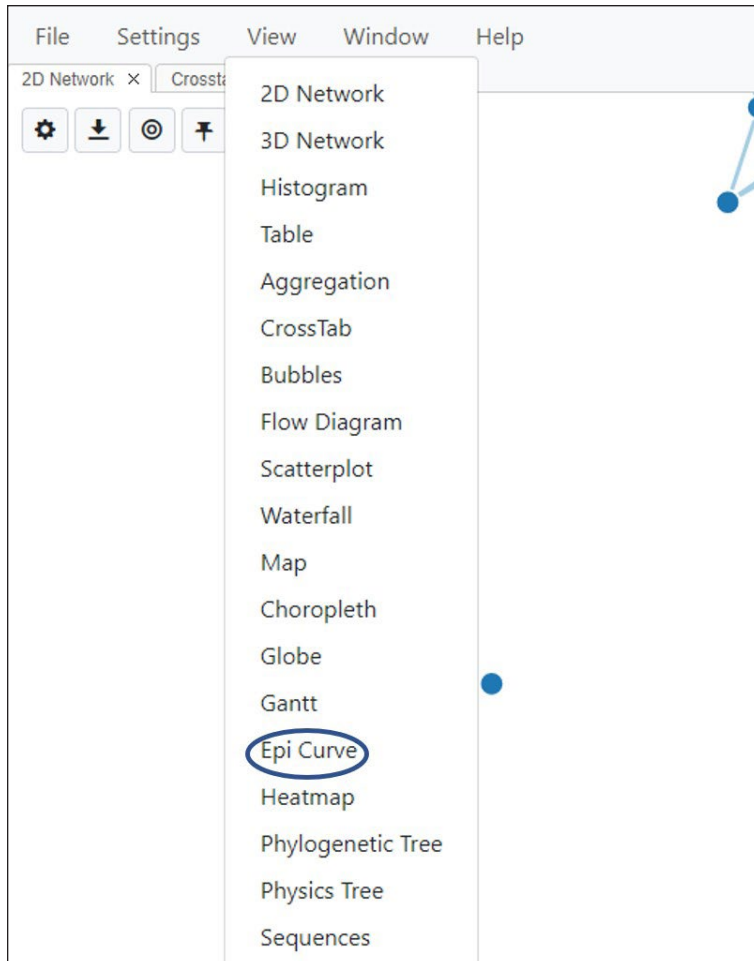 File Settings View Window Help
2D Network × Crossta
2D Network
3D Network
Histogram
Table
Aggregation
CrossTab
Bubbles
Flow Diagram
Scatterplot
Waterfall
Map
Choropleth
Globe
Gantt
Epi Curve
Heatmap
Phylogenetic Tree
Physics Tree
Sequences